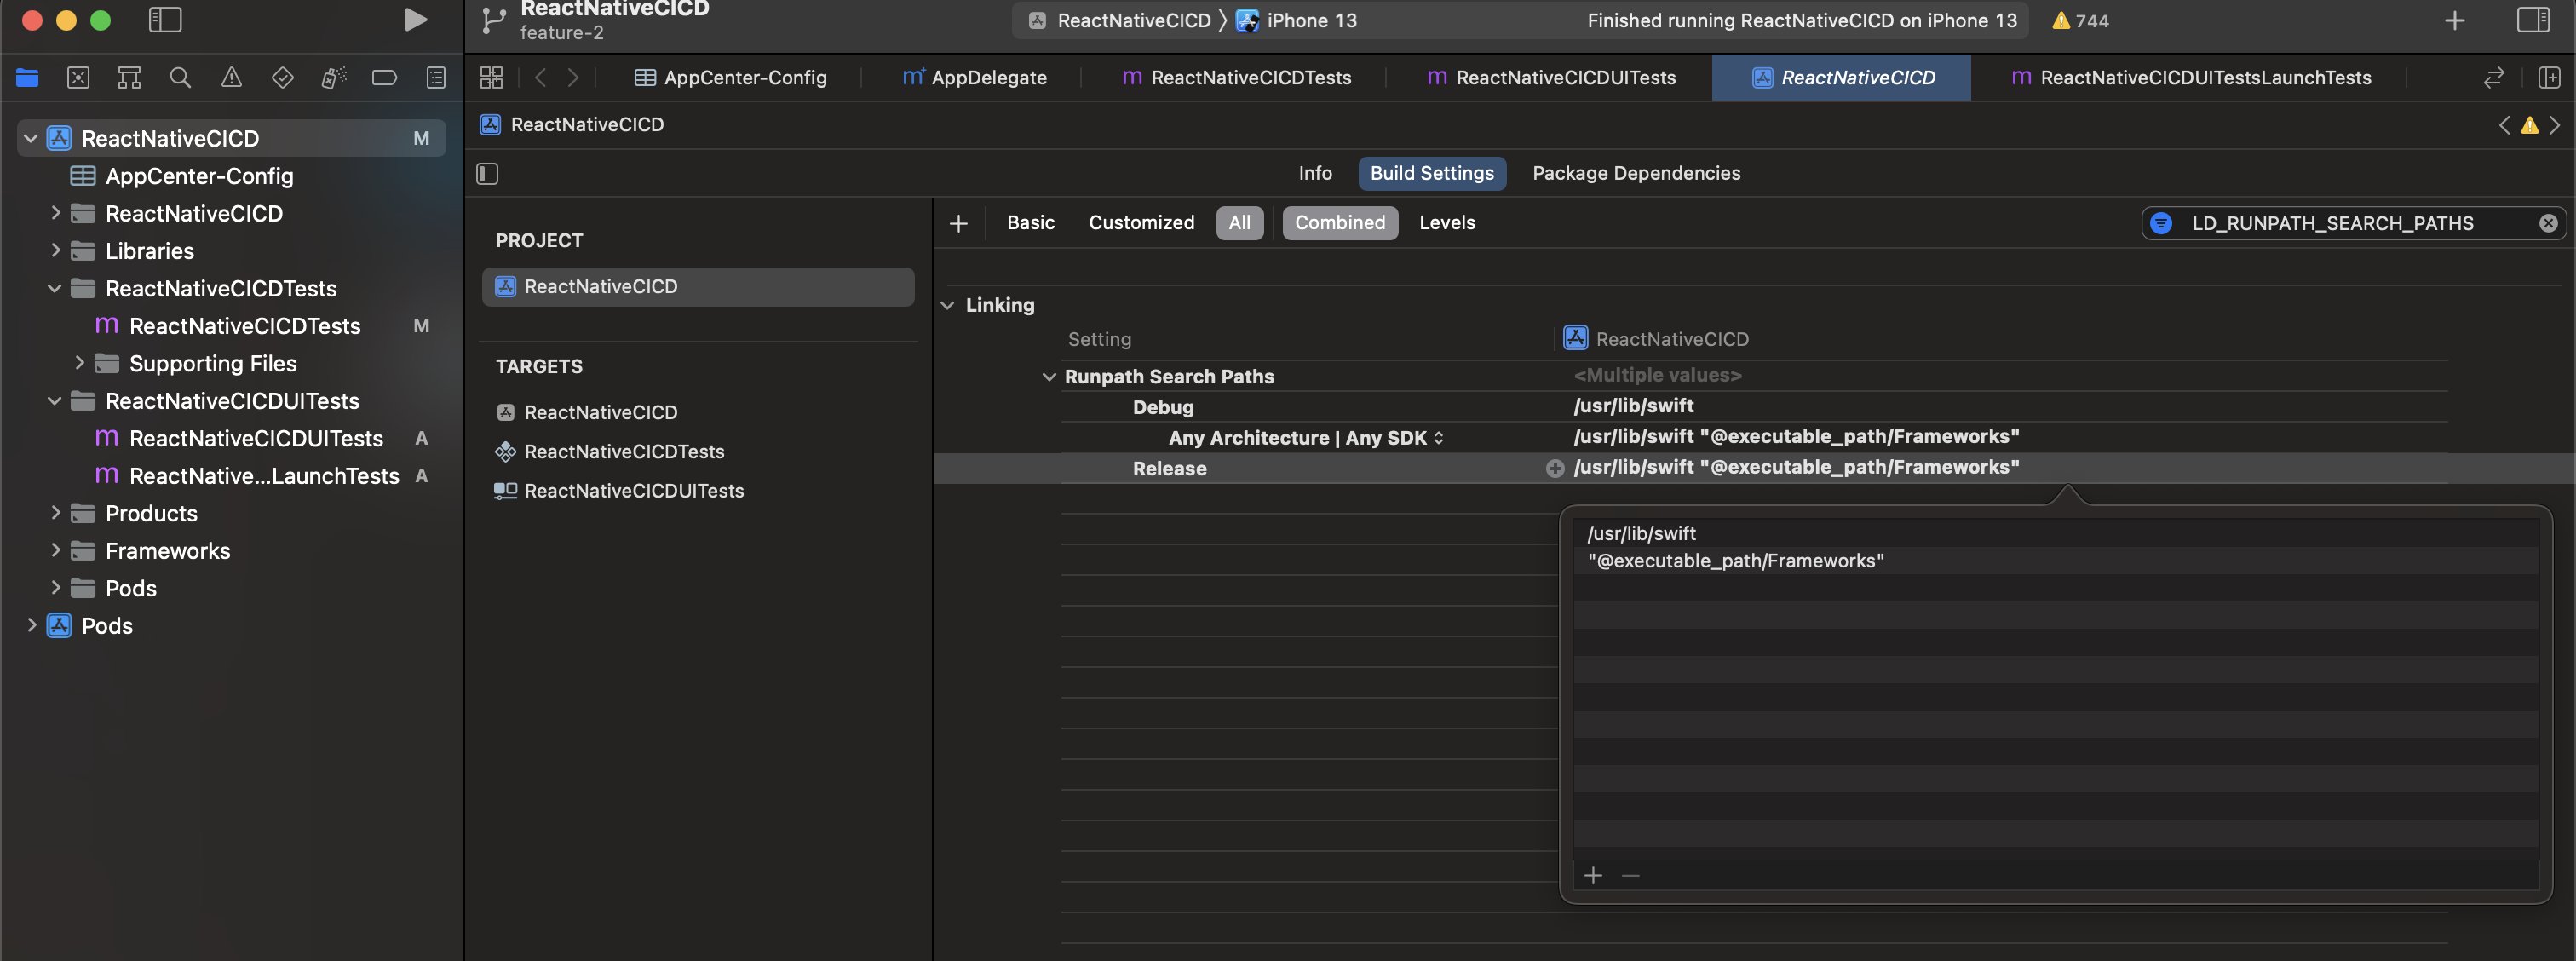 ReactNativeCICD
feature-2
ReactNativeCICD
iPhone 13
Finished running ReactNativeCICD on iPhone 13
744
AppCenter-Config
AppDelegate
ReactNativeCICDTests
ReactNativeCICDUITests
ReactNativeCICD
ReactNativeCICDUITestsLaunchTests
ReactNativeCICD M
AppCenter-Config
ReactNativeCICD
Libraries
ReactNativeCICDTests
ReactNativeCICDTests M
Supporting Files
ReactNativeCICDUITests
ReactNativeCICDUITests A
ReactNative...LaunchTests A
Products
Frameworks
Pods
Pods
ReactNativeCICD
Info
Build Settings
Package Dependencies
PROJECT
ReactNativeCICD
TARGETS
ReactNativeCICD
ReactNativeCICDTests
ReactNativeCICDUITests
Basic
Customized
All
Combined
Levels
LD_RUNPATH_SEARCH_PATHS
Linking
Setting
ReactNativeCICD
Runpath Search Paths
<Multiple values>
Debug
/usr/lib/swift
Any Architecture | Any SDK
/usr/lib/swift "@executable_path/Frameworks"
Release
/usr/lib/swift "@executable_path/Frameworks"
/usr/lib/swift
"@executable_path/Frameworks"